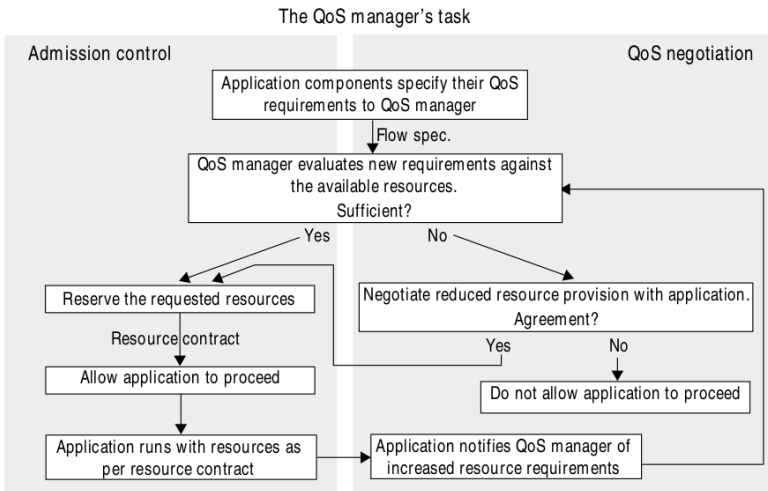 The QoS manager's task
Admission control
QoS negotiation
Application components specify their QoS
requirements to QoS manager
Flow spec.
QoS manager evaluates new requirements against
the available resources.
Sufficient?
Yes
No
Reserve the requested resources
Negotiate reduced resource provision with application.
Agreement?
Resource contract
Yes
No
Allow application to proceed
Do not allow application to proceed
Application runs with resources as
per resource contract
Application notifies QoS manager of
increased resource requirements